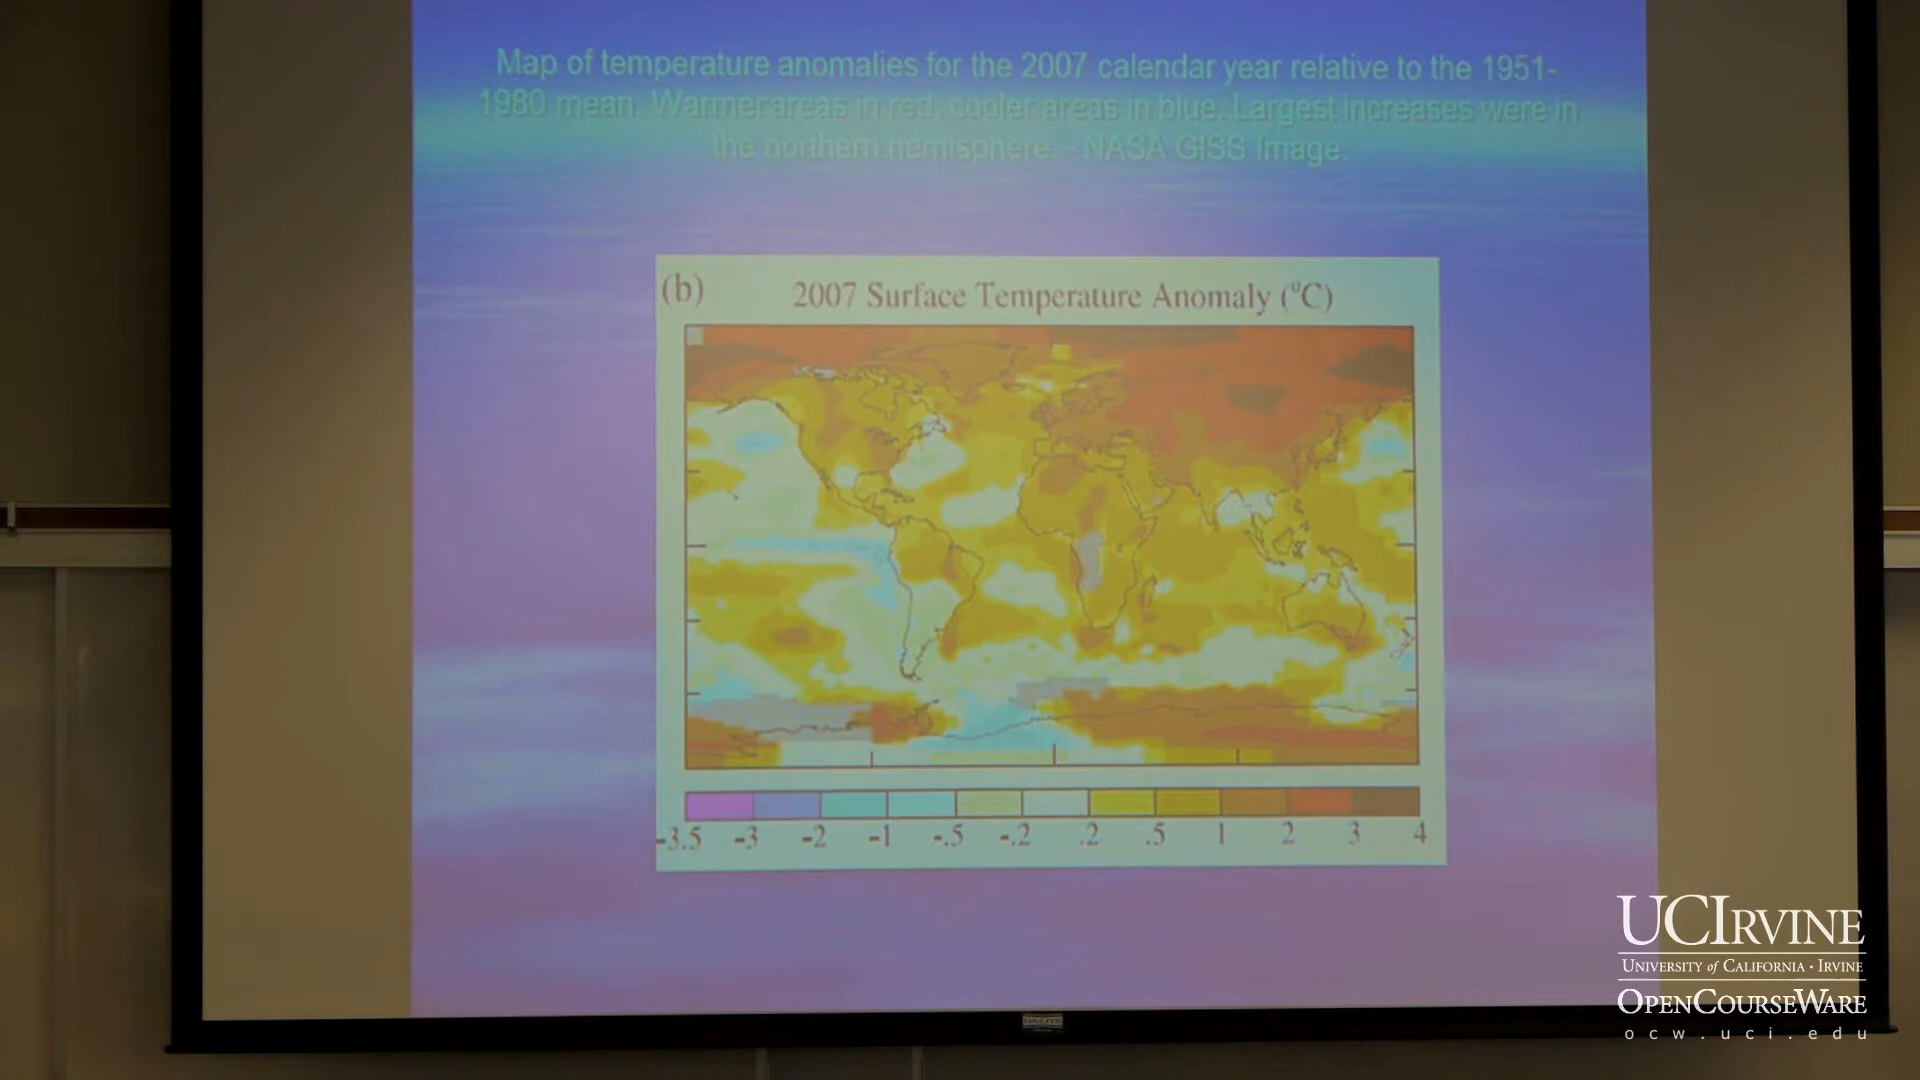 Map of temperature anomalies for the 2007 calendar year relative to the 1951-
1980 mean. Warmer areas in red, cooler areas in blue. Largest increases were in
the northern hemisphere. - NASA GISS Image.
(b) 2007 Surface Temperature Anomaly (°C)
-3.5 -3 -2 -1 -.5 -.2 .2 .5 1 2 3 4
UCIRVINE
UNIVERSITY of CALIFORNIA · IRVINE
OPENCOURSEWARE
ocw.uci.edu